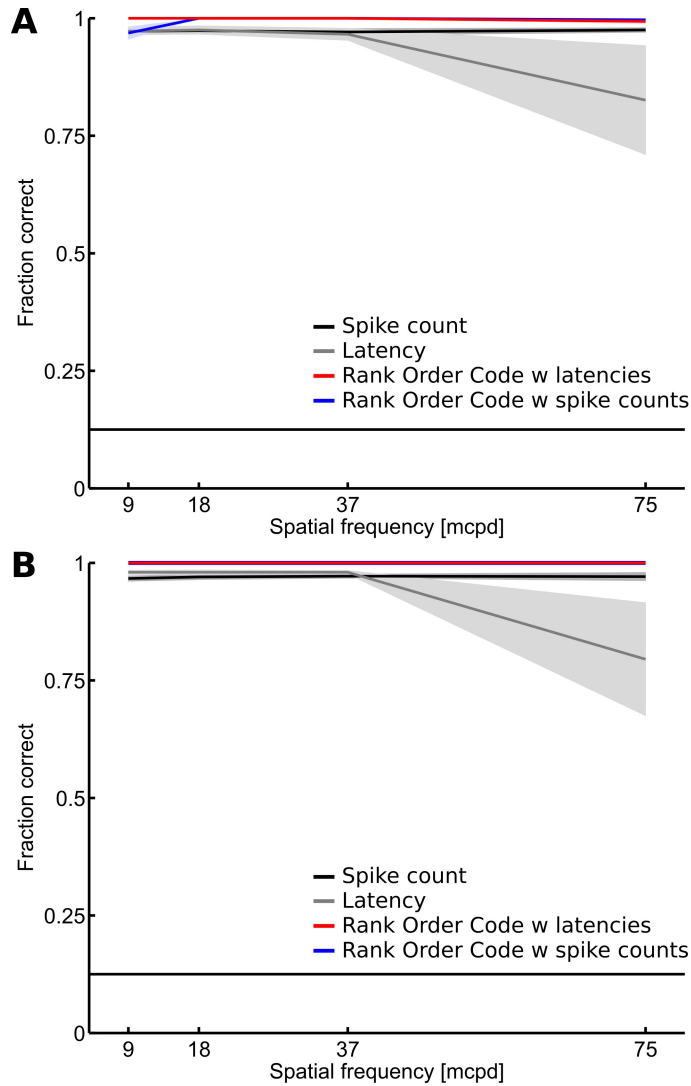 A
1
0.75
0.5
0.25
0
Fraction correct
Spike count
Latency
Rank Order Code w latencies
Rank Order Code w spike counts
9 18 37 75
Spatial frequency [mcpd]
B
1
0.75
0.5
0.25
0
Fraction correct
Spike count
Latency
Rank Order Code w latencies
Rank Order Code w spike counts
9 18 37 75
Spatial frequency [mcpd]